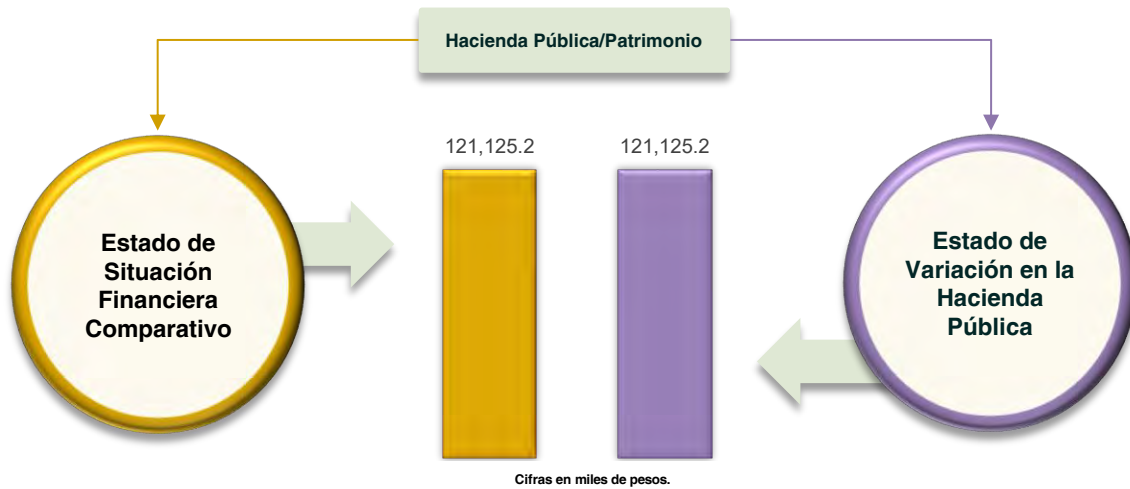 Hacienda Pública/Patrimonio
121,125.2
121,125.2
Estado de
Situación
Financiera
Comparativo
Estado de
Variación en la
Hacienda
Pública
Cifras en miles de pesos.